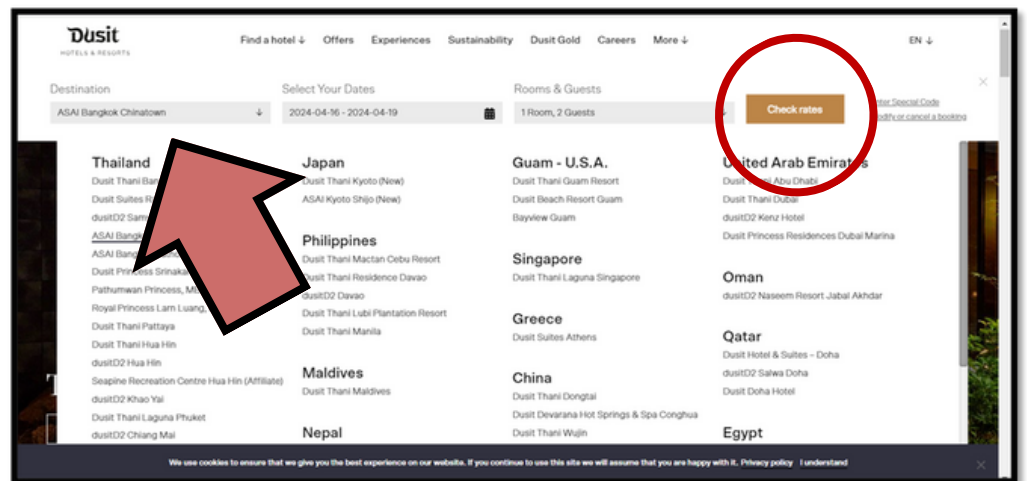 Dusit
HOTELS & RESORTS
Find a hotel ↓ Offers Experiences Sustainability Dusit Gold Careers More ↓ EN ↓
Destination Select Your Dates Rooms & Guests
ASAI Bangkok Chinatown ↓ 2024-04-16 - 2024-04-19 1 Room, 2 Guests ↓ Check rates
Special Code
or cancel a booking
Thailand
Dusit Thani
Dusit Suites
dusitD2
ASAI
ASAI
Dusit Princess
Pathumwan Princess,
Royal Princess Larn Luang,
Dusit Thani Pattaya
Dusit Thani Hua Hin
dusitD2 Hua Hin
Seapine Recreation Centre Hua Hin (Affiliate)
dusitD2 Khao Yai
Dusit Thani Laguna Phuket
dusitD2 Chiang Mai
Japan
Dusit Thani Kyoto (New)
ASAI Kyoto Shijo (New)
Philippines
Dusit Thani Mactan Cebu Resort
Dusit Thani Residence Davao
dusitD2 Davao
Dusit Thani Lubi Plantation Resort
Dusit Thani Manila
Maldives
Dusit Thani Maldives
Nepal
Guam - U.S.A.
Dusit Thani Guam Resort
Dusit Beach Resort Guam
Bayview Guam
Singapore
Dusit Thani Laguna Singapore
Greece
Dusit Suites Athens
China
Dusit Thani Dongtai
Dusit Devarana Hot Springs & Spa Conghua
Dusit Thani Wujin
United Arab Emirates
Dusit Thani Abu Dhabi
Dusit Thani Dubai
dusitD2 Kenz Hotel
Dusit Princess Residences Dubai Marina
Oman
dusitD2 Naseem Resort Jabal Akhdar
Qatar
Dusit Hotel & Suites – Doha
dusitD2 Salwa Doha
Dusit Doha Hotel
Egypt
We use cookies to ensure that we give you the best experience on our website. If you continue to use this site we will assume that you are happy with it. Privacy policy I understand